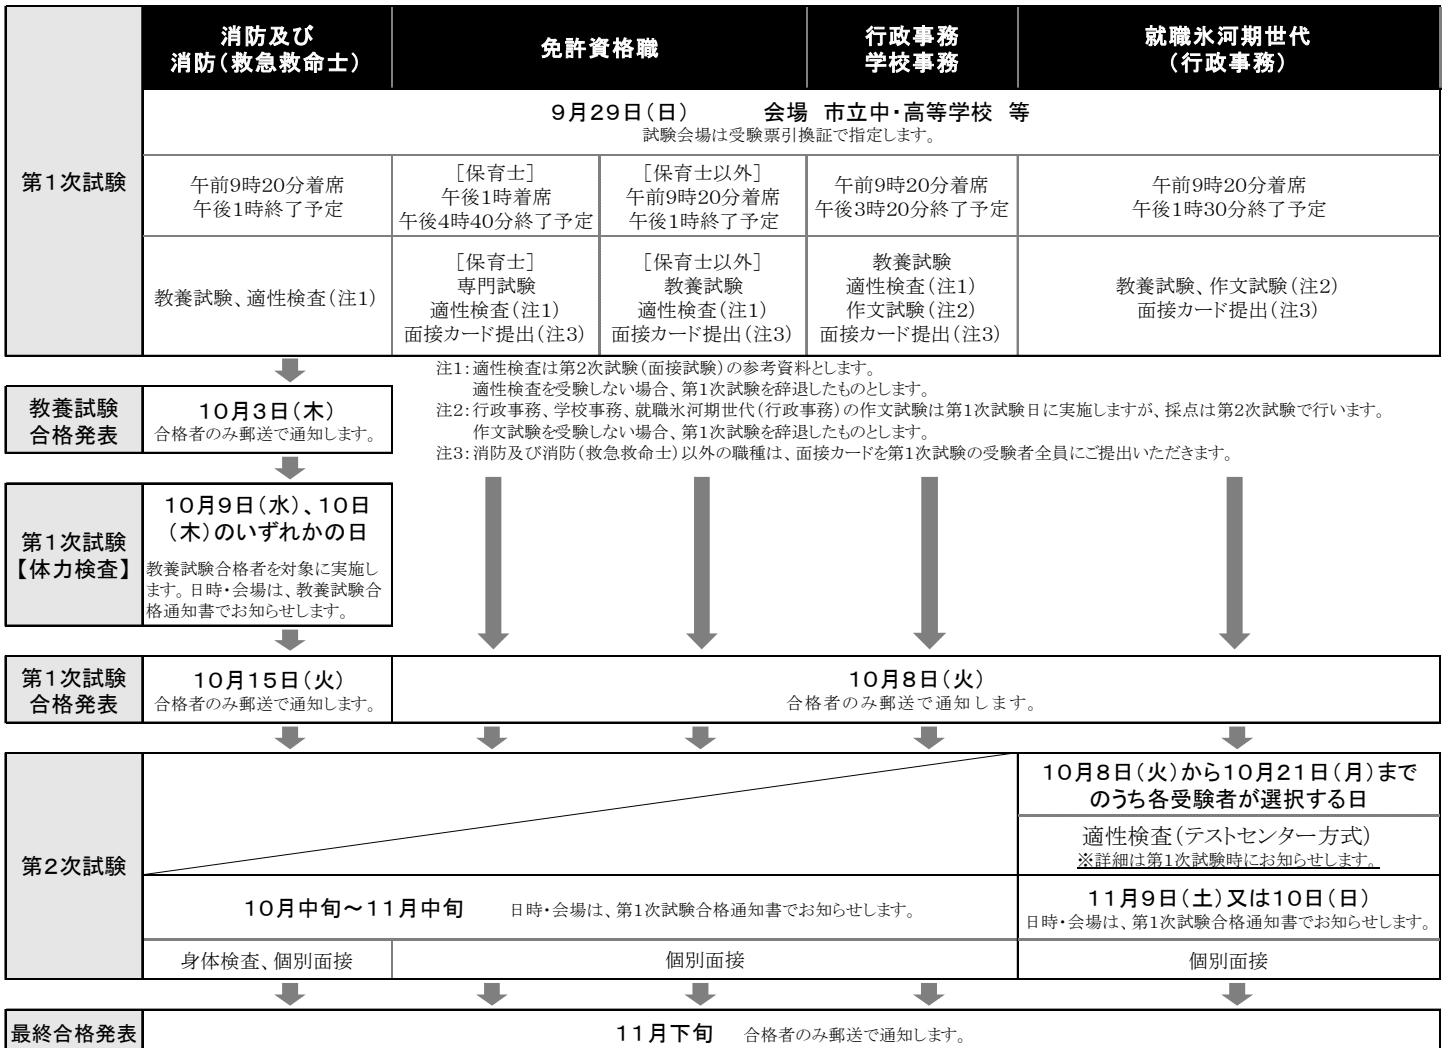 消防及び
消防(救急救命士)
免許資格職
行政事務
学校事務
就職氷河期世代
(行政事務)
第1次試験
9月29日(日) 会場 市立中・高等学校 等
試験会場は受験票引換証で指定します。
午前9時20分着席
午後1時終了予定
[保育士]
午後1時着席
午後4時40分終了予定
[保育士以外]
午前9時20分着席
午後1時終了予定
午前9時20分着席
午後3時20分終了予定
午前9時20分着席
午後1時30分終了予定
教養試験、適性検査(注1)
[保育士]
専門試験
適性検査(注1)
面接カード提出(注3)
[保育士以外]
教養試験
適性検査(注1)
面接カード提出(注3)
教養試験
適性検査(注1)
作文試験(注2)
面接カード提出(注3)
教養試験、作文試験(注2)
面接カード提出(注3)
注1:適性検査は第2次試験(面接試験)の参考資料とします。
適性検査を受験しない場合、第1次試験を辞退したものとします。
注2:行政事務、学校事務、就職氷河期世代(行政事務)の作文試験は第1次試験日に実施しますが、採点は第2次試験で行います。
作文試験を受験しない場合、第1次試験を辞退したものとします。
注3:消防及び消防(救急救命士)以外の職種は、面接カードを第1次試験の受験者全員にご提出いただきます。
教養試験
合格発表
10月3日(木)
合格者のみ郵送で通知します。
第1次試験
【体力検査】
10月9日(水)、10日
(木)のいずれかの日
教養試験合格者を対象に実施し
ます。日時・会場は、教養試験合
格通知書でお知らせします。
第1次試験
合格発表
10月15日(火)
合格者のみ郵送で通知します。
10月8日(火)
合格者のみ郵送で通知します。
第2次試験
10月8日(火)から10月21日(月)まで
のうち各受験者が選択する日
適性検査(テストセンター方式)
※詳細は第1次試験時にお知らせします。
10月中旬~11月中旬 日時・会場は、第1次試験合格通知書でお知らせします。
11月9日(土)又は10日(日)
日時・会場は、第1次試験合格通知書でお知らせします。
身体検査、個別面接
個別面接
個別面接
最終合格発表
11月下旬 合格者のみ郵送で通知します。